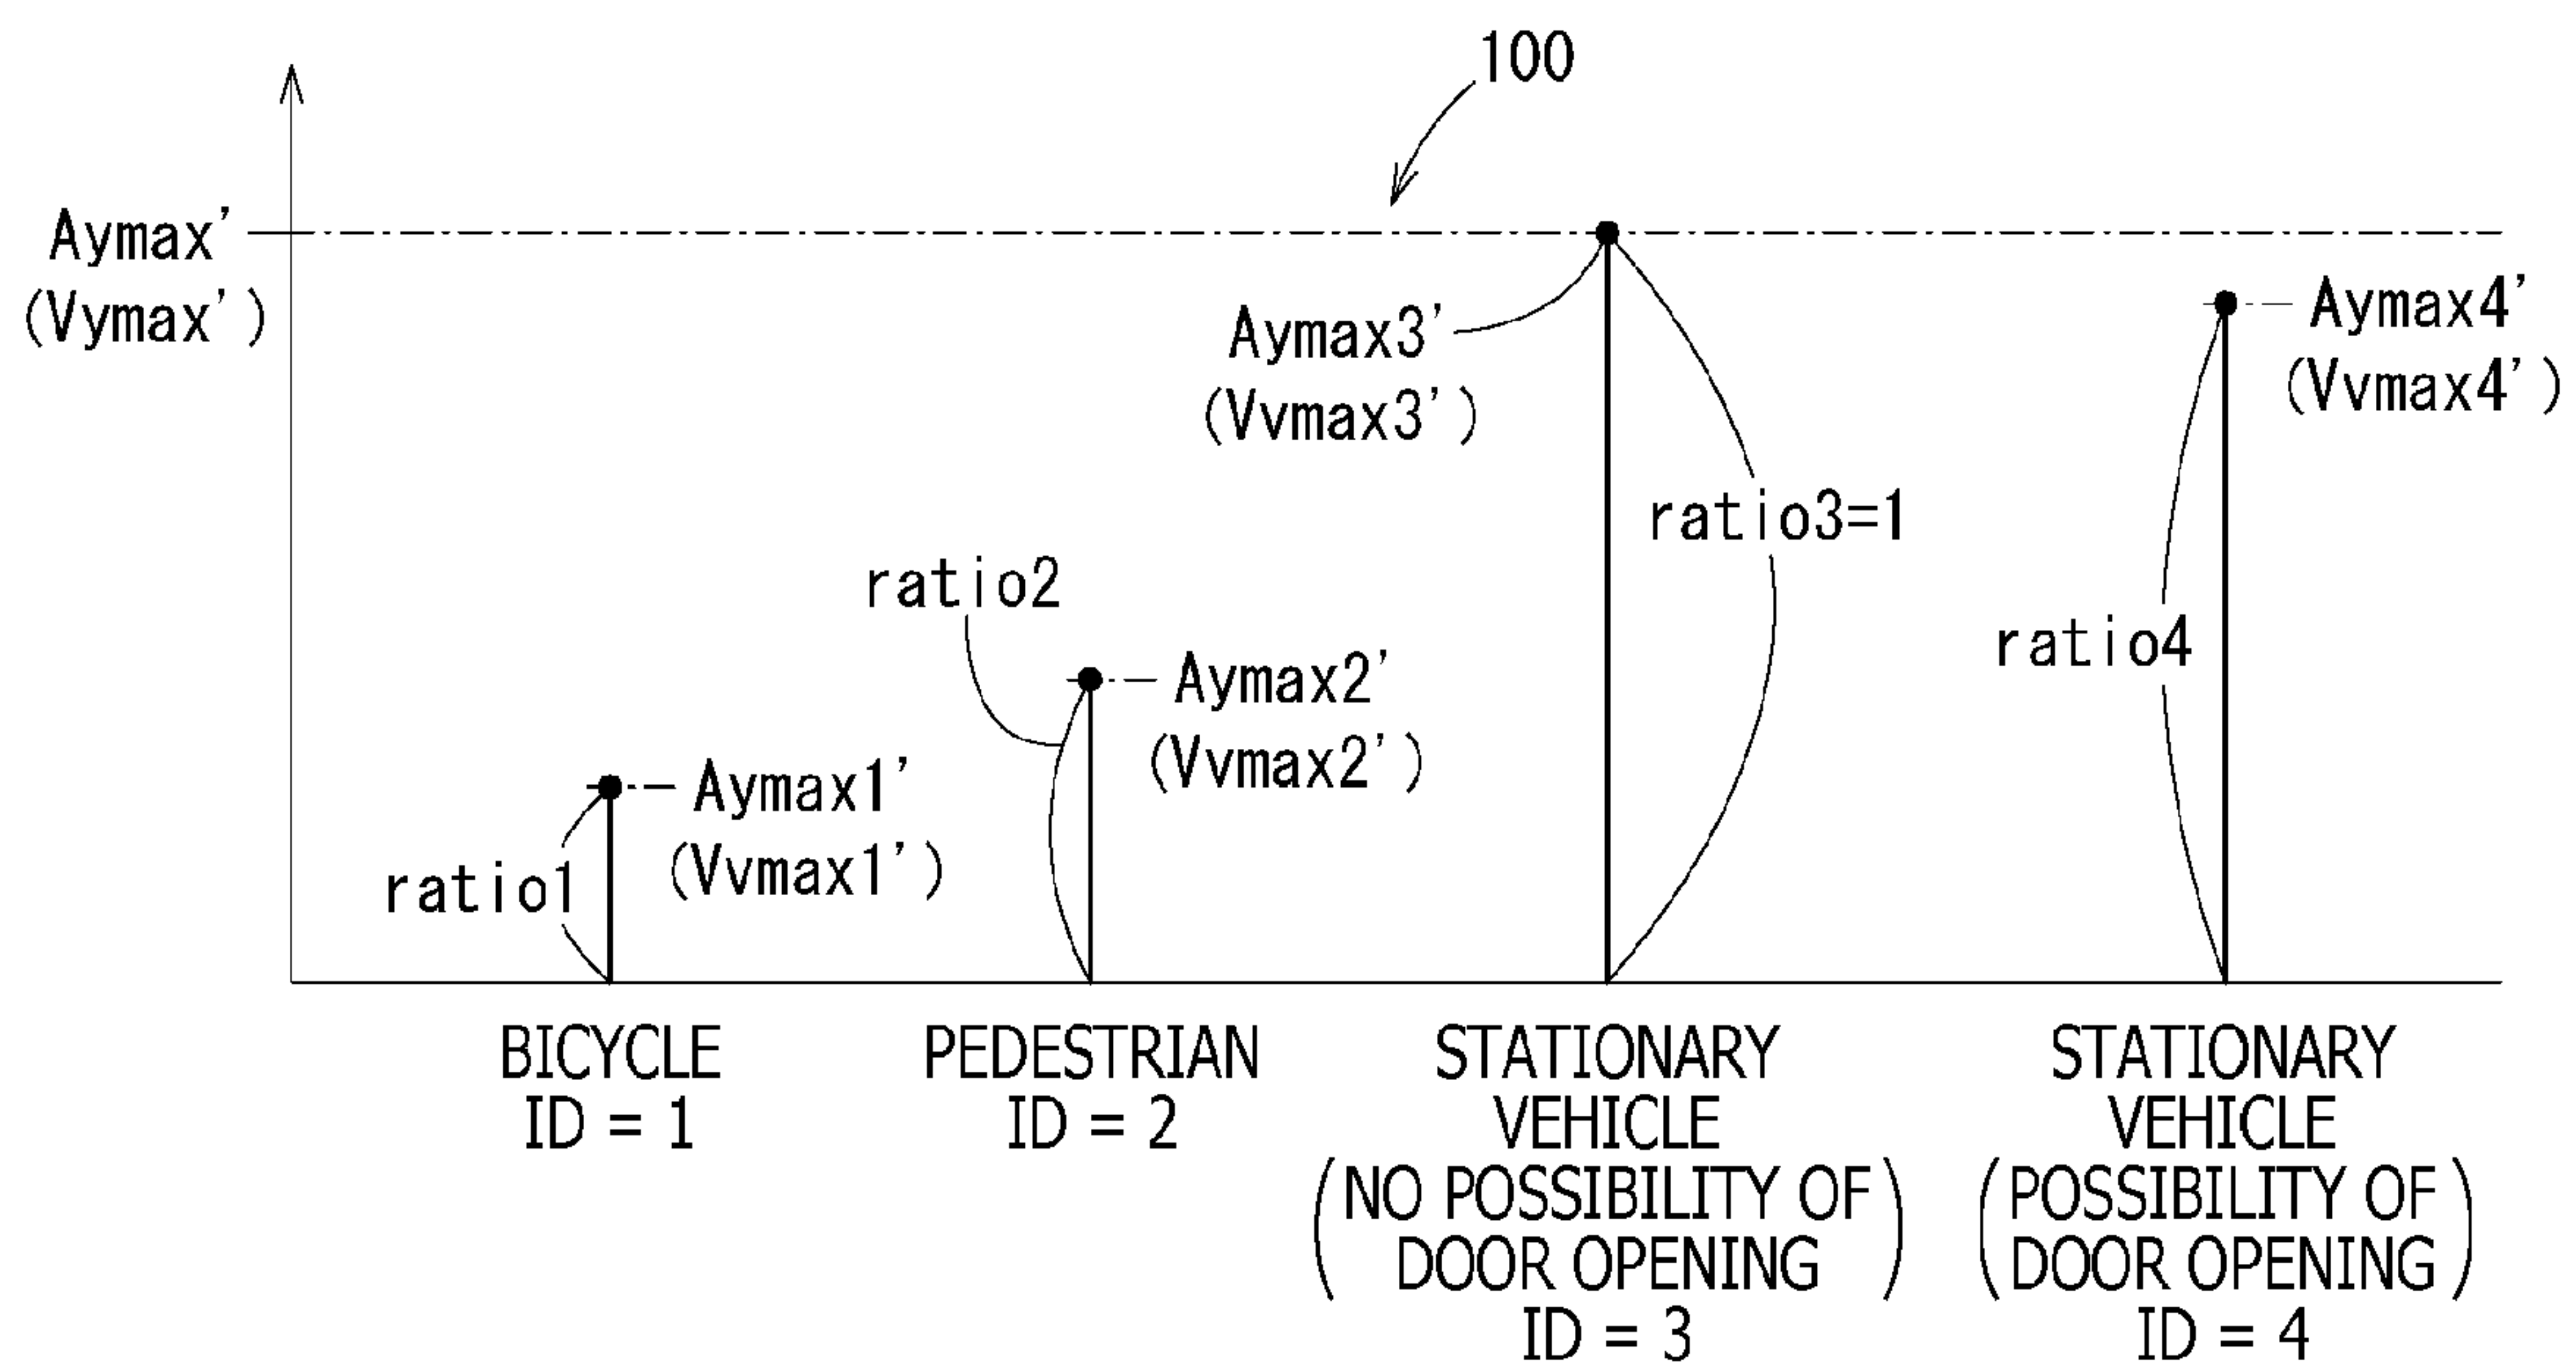 100
Aymax'
(Vymax')
Aymax3'
(Vvmax3')
Aymax4'
(Vvmax4')
ratio3=1
ratio2
ratio4
Aymax2'
(Vvmax2')
Aymax1'
(Vvmax1')
ratio1
BICYCLE
ID = 1
PEDESTRIAN
ID = 2
STATIONARY
VEHICLE
(NO POSSIBILITY OF
DOOR OPENING)
ID = 3
STATIONARY
VEHICLE
(POSSIBILITY OF
DOOR OPENING)
ID = 4